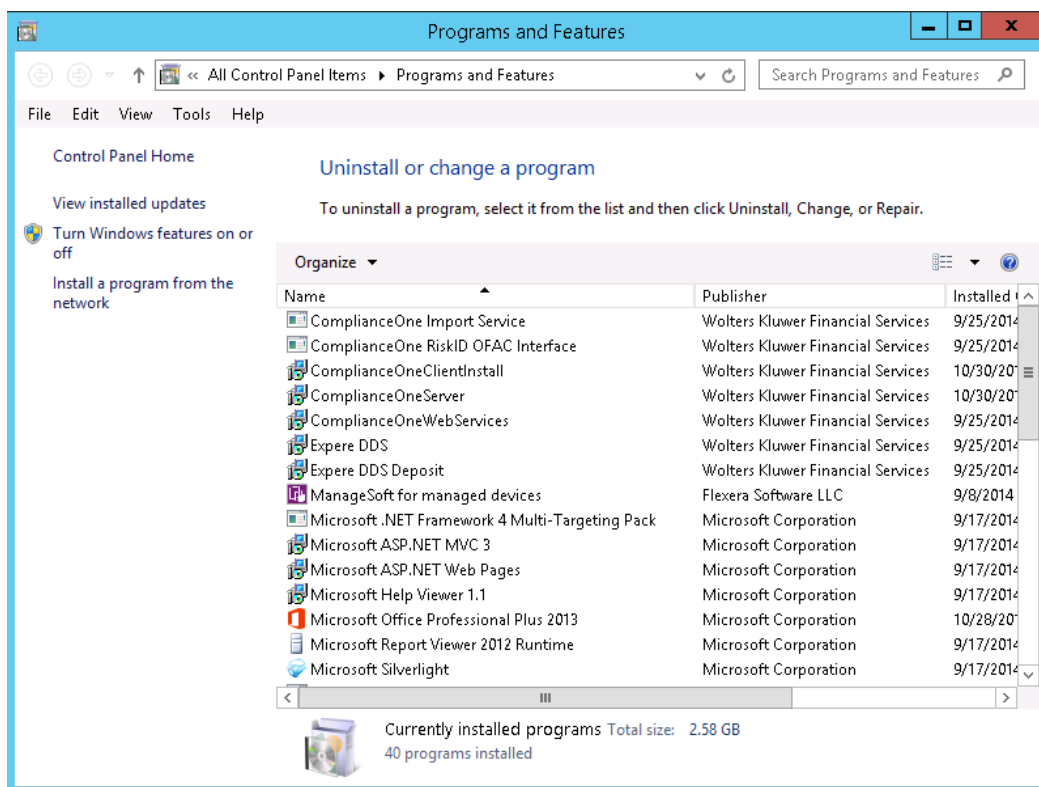 Programs and Features
« All Control Panel Items ▸ Programs and Features
Search Programs and Features
File Edit View Tools Help
Control Panel Home
View installed updates
Turn Windows features on or
off
Install a program from the
network
Uninstall or change a program
To uninstall a program, select it from the list and then click Uninstall, Change, or Repair.
Organize
Name Publisher Installed
ComplianceOne Import Service Wolters Kluwer Financial Services 9/25/2014
ComplianceOne RiskID OFAC Interface Wolters Kluwer Financial Services 9/25/2014
ComplianceOneClientInstall Wolters Kluwer Financial Services 10/30/20
ComplianceOneServer Wolters Kluwer Financial Services 10/30/20
ComplianceOneWebServices Wolters Kluwer Financial Services 9/25/2014
Expere DDS Wolters Kluwer Financial Services 9/25/2014
Expere DDS Deposit Wolters Kluwer Financial Services 9/25/2014
ManageSoft for managed devices Flexera Software LLC 9/8/2014
Microsoft .NET Framework 4 Multi-Targeting Pack Microsoft Corporation 9/17/2014
Microsoft ASP.NET MVC 3 Microsoft Corporation 9/17/2014
Microsoft ASP.NET Web Pages Microsoft Corporation 9/17/2014
Microsoft Help Viewer 1.1 Microsoft Corporation 9/17/2014
Microsoft Office Professional Plus 2013 Microsoft Corporation 10/28/20
Microsoft Report Viewer 2012 Runtime Microsoft Corporation 9/17/2014
Microsoft Silverlight Microsoft Corporation 9/17/2014
Currently installed programs Total size: 2.58 GB
40 programs installed